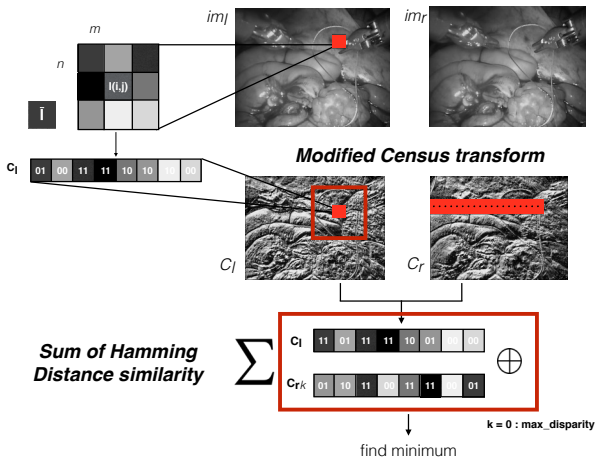 m
im_l
im_r
n
I(i,j)
Ī
Modified Census transform
c_l
01 00 11 11 10 10 10 00
C_l
C_r
Sum of Hamming
Distance similarity
∑
c_l
11 01 11 11 10 01 00 00
⊕
c_r k
01 10 11 00 11 11 00 01
k = 0 : max_disparity
find minimum